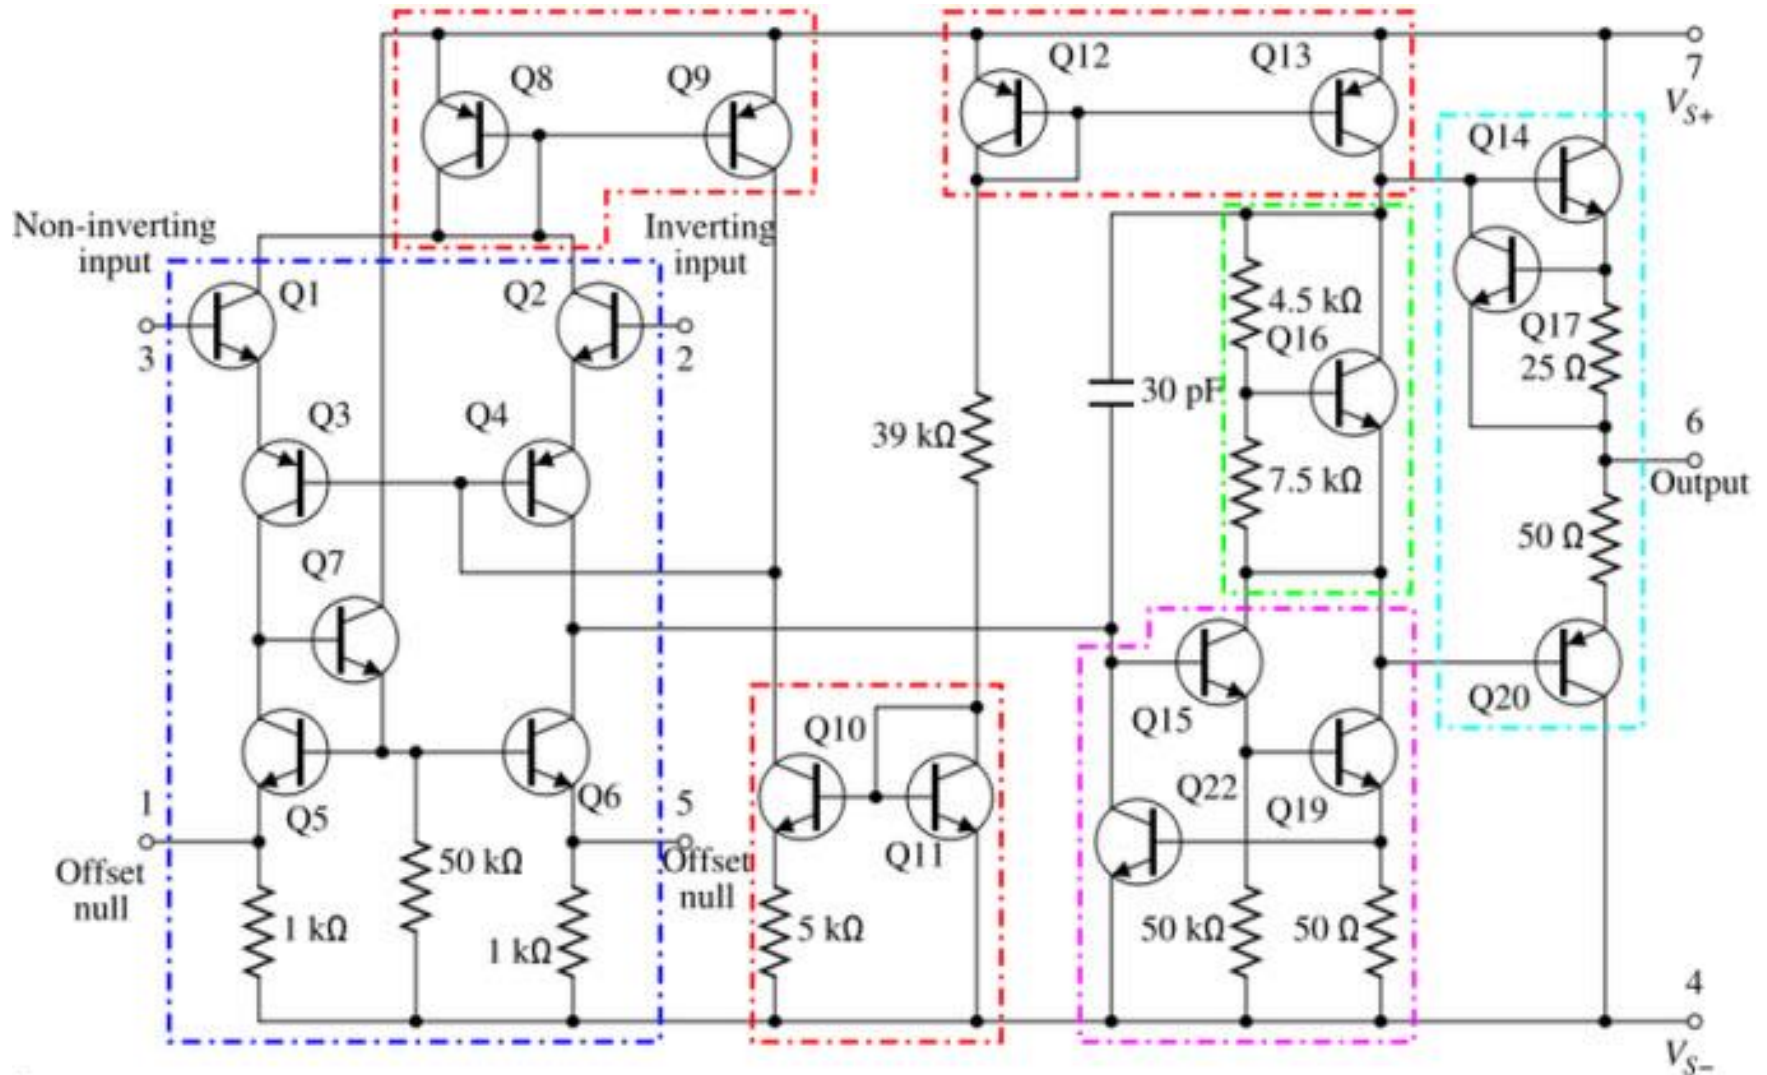 Q8
Q9
Q12
Q13
7
V_{S+}
Q14
Non-inverting
input
Inverting
input
Q1
Q2
3
2
4.5 kΩ
Q16
Q17
25 Ω
30 pF
Q3
Q4
39 kΩ
6
Output
7.5 kΩ
50 Ω
Q7
Q15
Q20
Q10
Q22
Q19
1
Q5
Q6
5
Q11
Offset
null
50 kΩ
Offset
null
1 kΩ
1 kΩ
5 kΩ
50 kΩ
50 Ω
4
V_{S−}